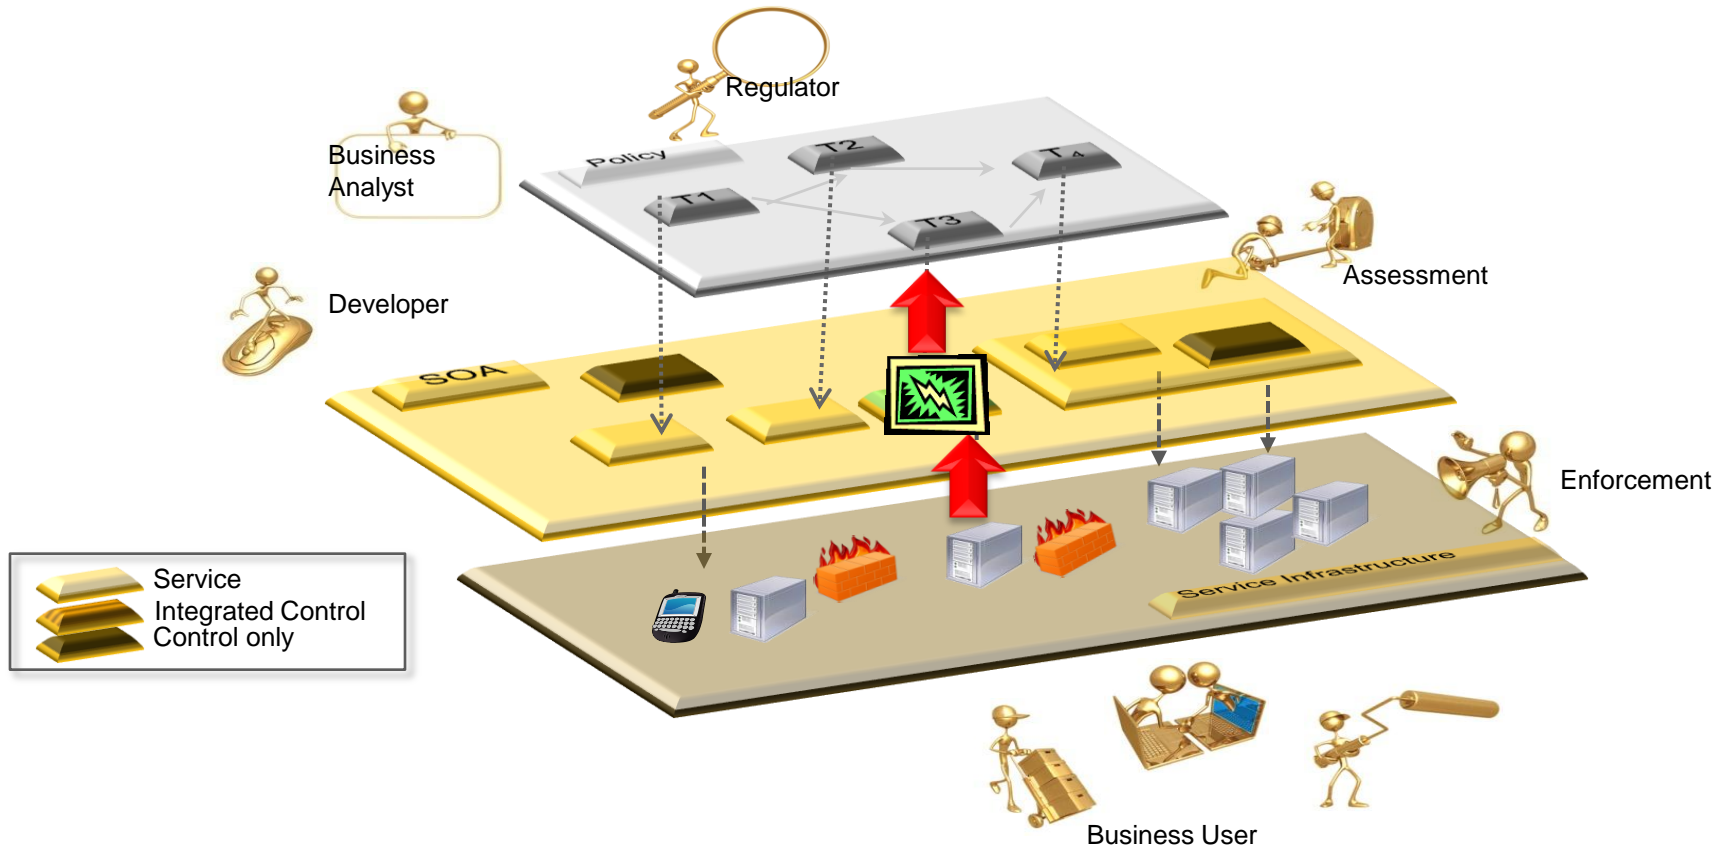 Regulator
Business
Analyst
Policy
T2
T 4
T1
T3
Assessment
Developer
SOA
Enforcement
Service Infrastructure
Service
Integrated Control
Control only
Business User